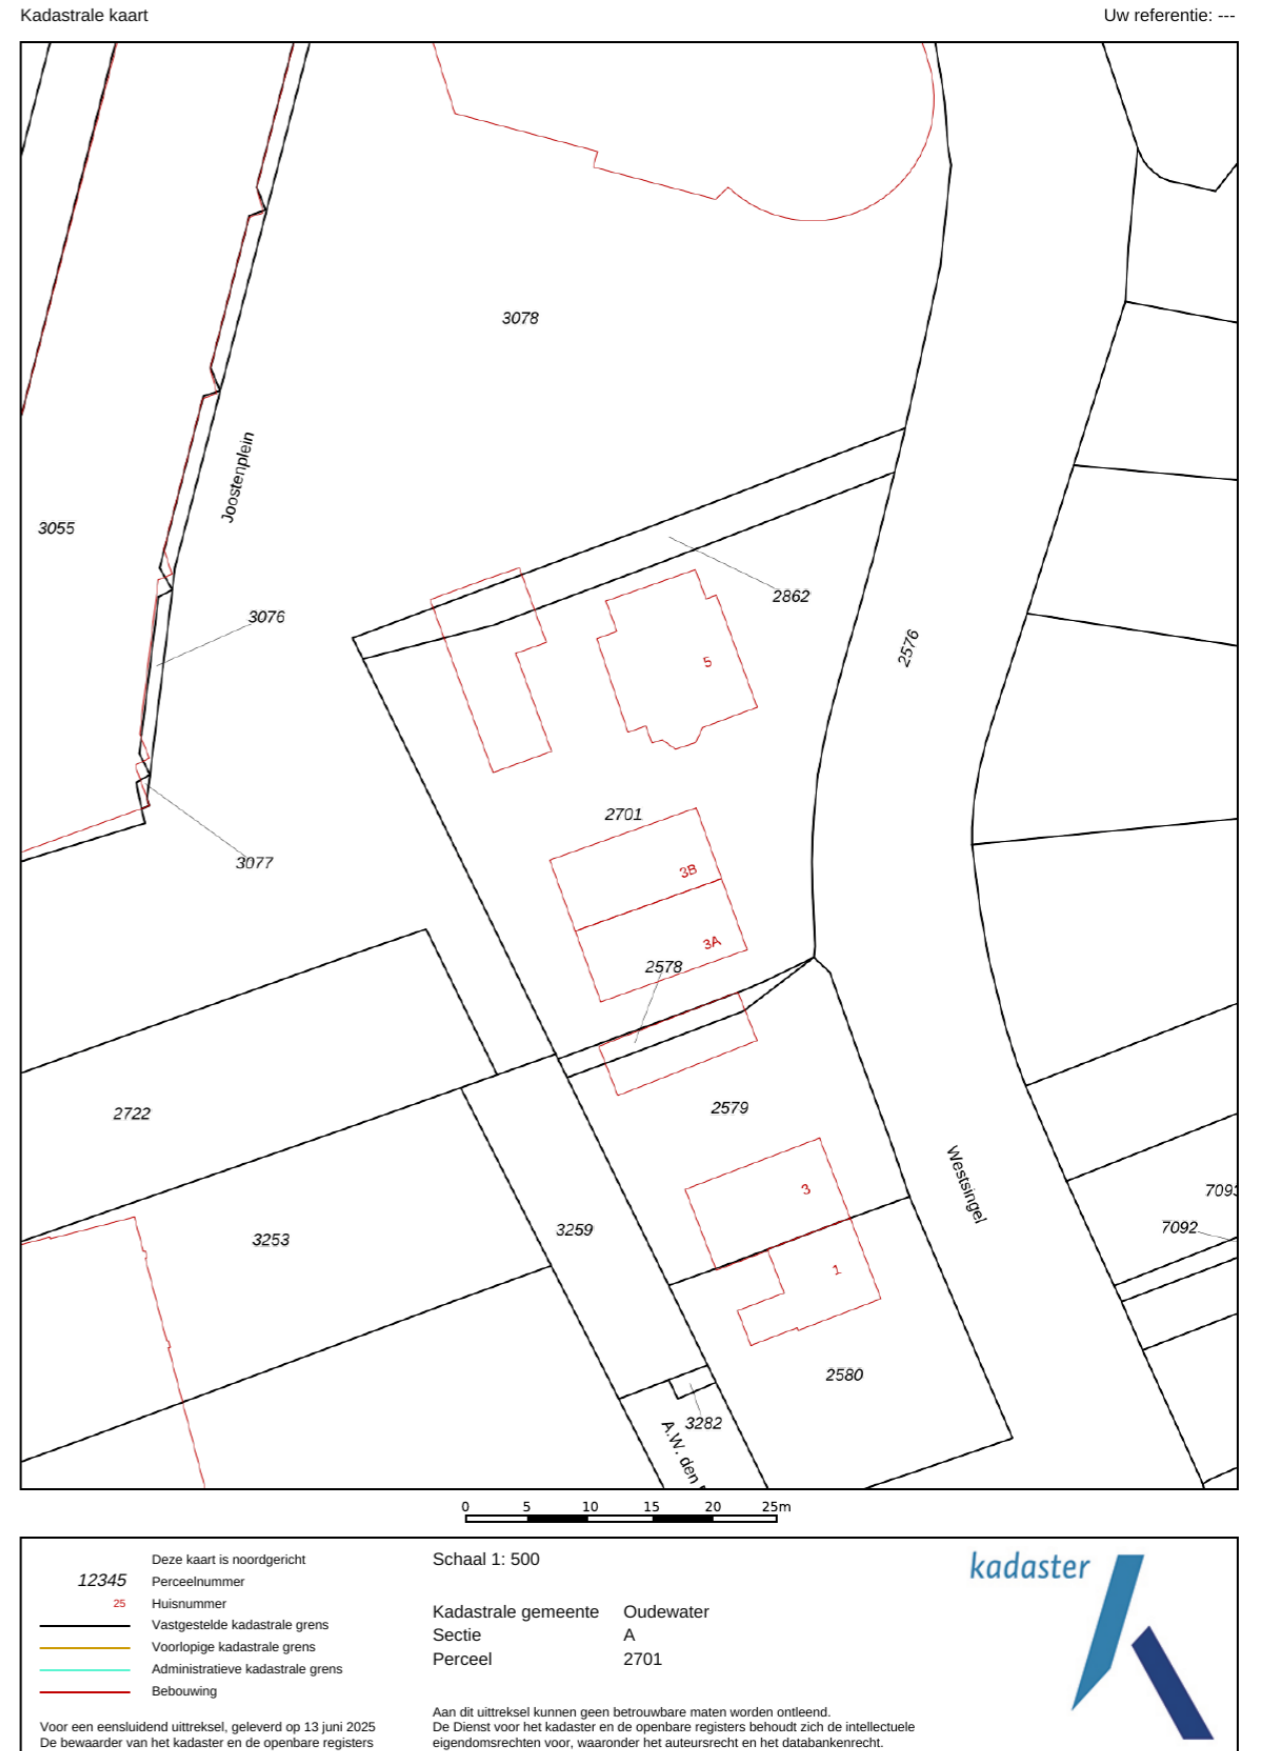 Kadastrale kaart
Uw referentie: ---
3078
Joostenplein
3055
2862
3076
2576
5
2701
3B
3077
3A
2578
2722
2579
Westsingel
3
7093
3259
7092
3253
1
2580
3282
A.W. den
0 5 10 15 20 25m
Deze kaart is noordgericht
12345 Perceelnummer
25 Huisnummer
Vastgestelde kadastrale grens
Voorlopige kadastrale grens
Administratieve kadastrale grens
Bebouwing
Voor een eensluidend uittreksel, geleverd op 13 juni 2025
De bewaarder van het kadaster en de openbare registers
Schaal 1: 500
Kadastrale gemeente Oudewater
Sectie A
Perceel 2701
Aan dit uittreksel kunnen geen betrouwbare maten worden ontleend.
De Dienst voor het kadaster en de openbare registers behoudt zich de intellectuele
eigendomsrechten voor, waaronder het auteursrecht en het databankenrecht.
kadaster